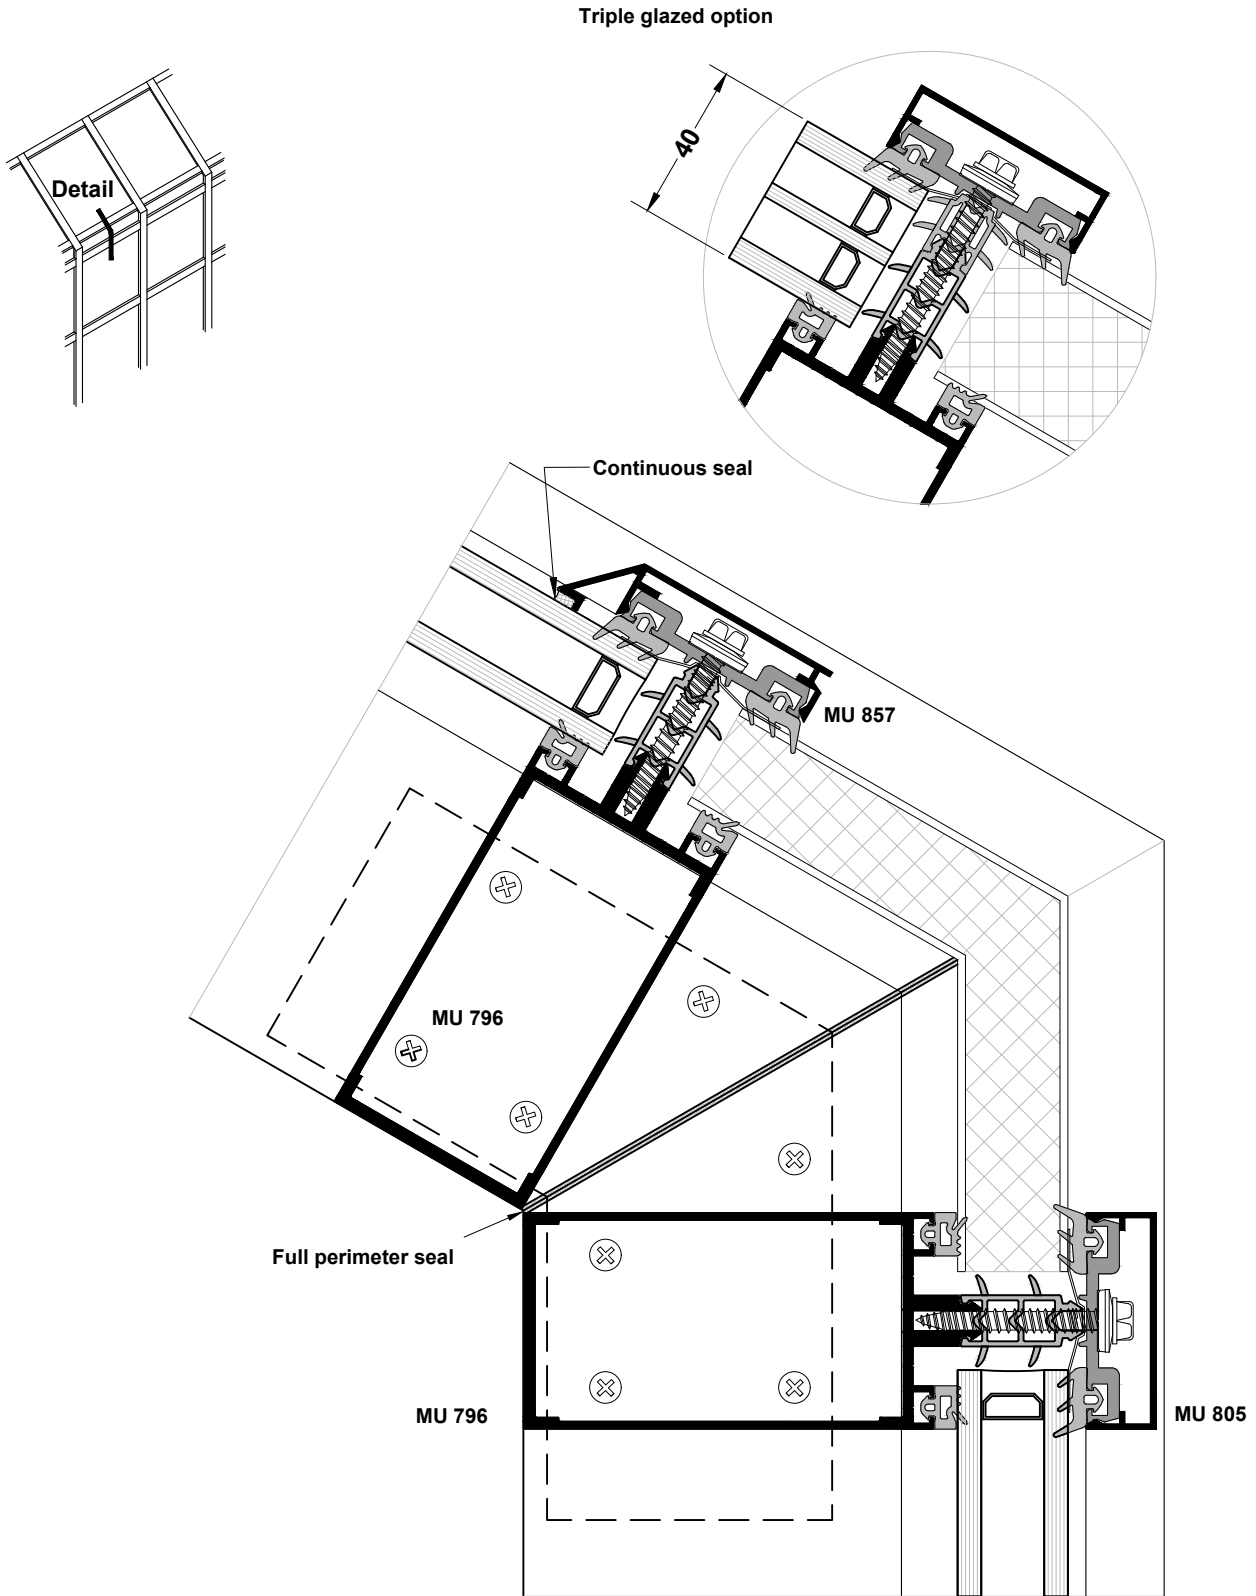 Triple glazed option
40
Detail
Continuous seal
MU 857
MU 796
Full perimeter seal
MU 796
MU 805